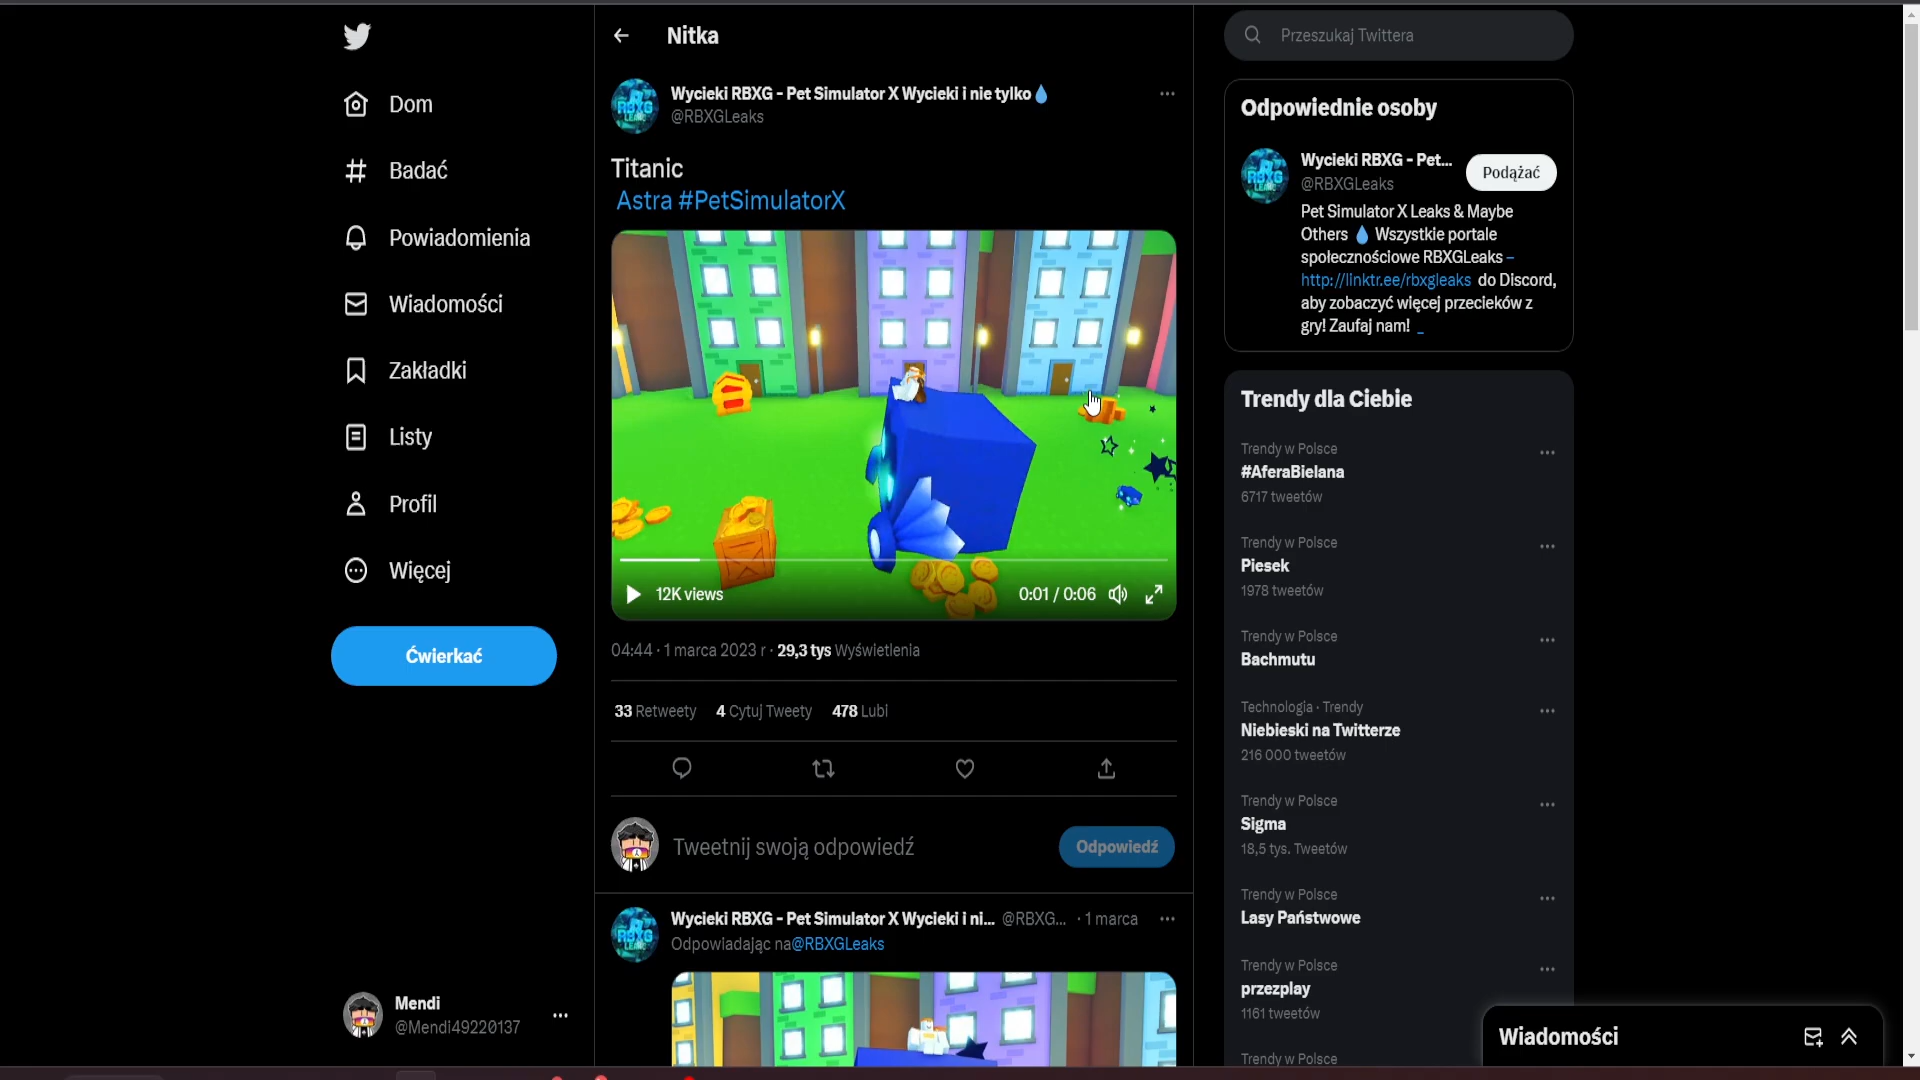 Dom
Badać
Powiadomienia
Wiadomości
Zakładki
Listy
Profil
Więcej
Ćwierkać
Mendi
@Mendi49220137
Nitka
Wycieki RBXG - Pet Simulator X Wycieki i nie tylko
@RBXGLeaks
Titanic
Astra #PetSimulatorX
12K views
0:01 / 0:06
04:44 · 1 marca 2023 r · 29,3 tys Wyświetlenia
33 Retweety 4 Cytuj Tweety 478 Lubi
Tweetnij swoją odpowiedź
Odpowiedź
Wycieki RBXG - Pet Simulator X Wycieki i ni... @RBXG... · 1 marca
Odpowiadając na@RBXGLeaks
Przeszukaj Twittera
Odpowiednie osoby
Wycieki RBXG - Pet...
@RBXGLeaks
Podążać
Pet Simulator X Leaks & Maybe
Others Wszystkie portale
społecznościowe RBXGLeaks –
http://linktr.ee/rbxgleaks do Discord,
aby zobaczyć więcej przecieków z
gry! Zaufaj nam! _
Trendy dla Ciebie
Trendy w Polsce
#AferaBielana
6717 tweetów
Trendy w Polsce
Piesek
1978 tweetów
Trendy w Polsce
Bachmutu
Technologia · Trendy
Niebieski na Twitterze
216 000 tweetów
Trendy w Polsce
Sigma
18,5 tys. Tweetów
Trendy w Polsce
Lasy Państwowe
Trendy w Polsce
przezplay
1161 tweetów
Trendy w Polsce
Wiadomości